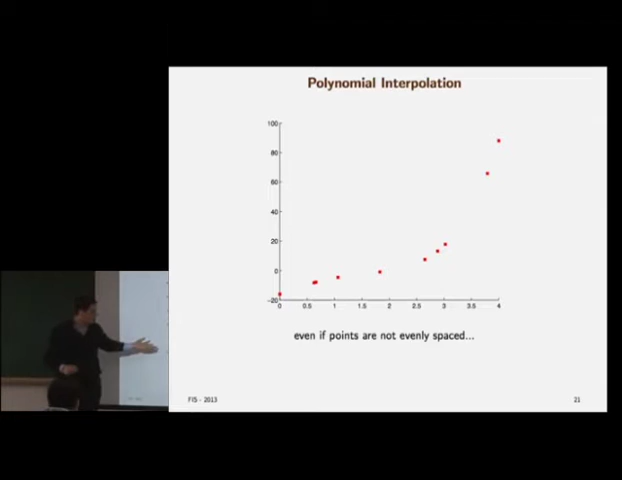 Polynomial Interpolation
100
80
60
40
20
0
-20
0 0.5 1 1.5 2 2.5 3 3.5 4
even if points are not evenly spaced...
FIS - 2013 21